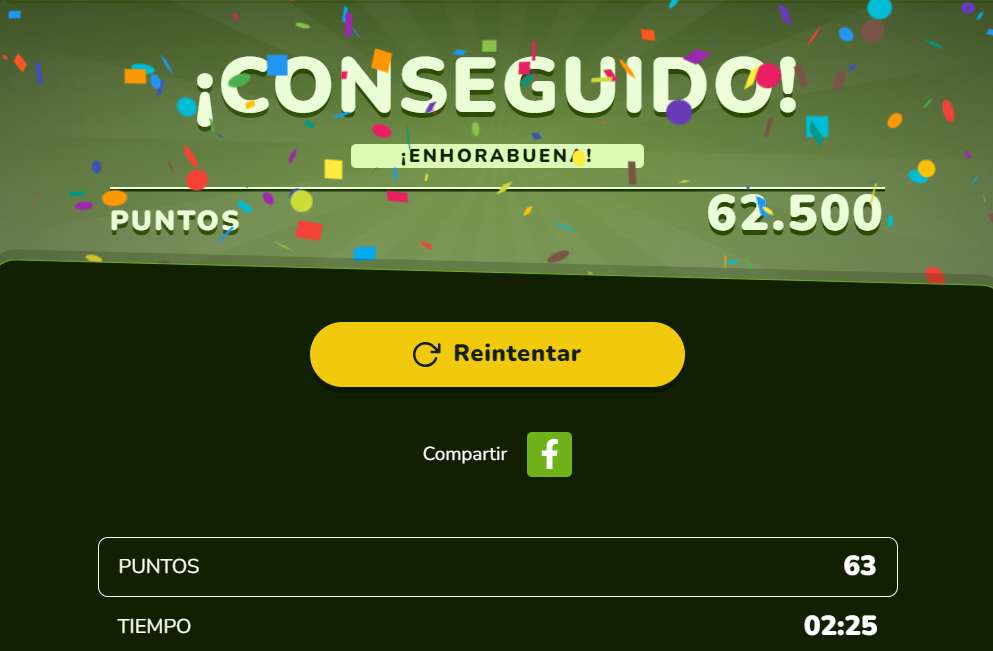 ¡CONSEGUIDO!
¡ENHORABUENA!
PUNTOS 62.500
Reintentar
Compartir
PUNTOS 63
TIEMPO 02:25